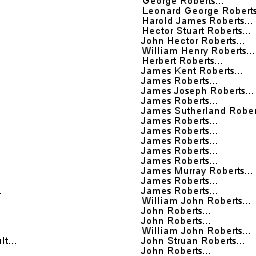 George Roberts...
Leonard George Roberts
Harold James Roberts...
Hector Stuart Roberts...
John Hector Roberts...
William Henry Roberts...
Herbert Roberts...
James Kent Roberts...
James Roberts...
James Joseph Roberts...
James Roberts...
James Sutherland Rober
James Roberts...
James Roberts...
James Roberts...
James Roberts...
James Roberts...
James Murray Roberts...
James Roberts...
. James Roberts...
William John Roberts...
John Roberts...
John Roberts...
William John Roberts...
lt... John Struan Roberts...
John Roberts...